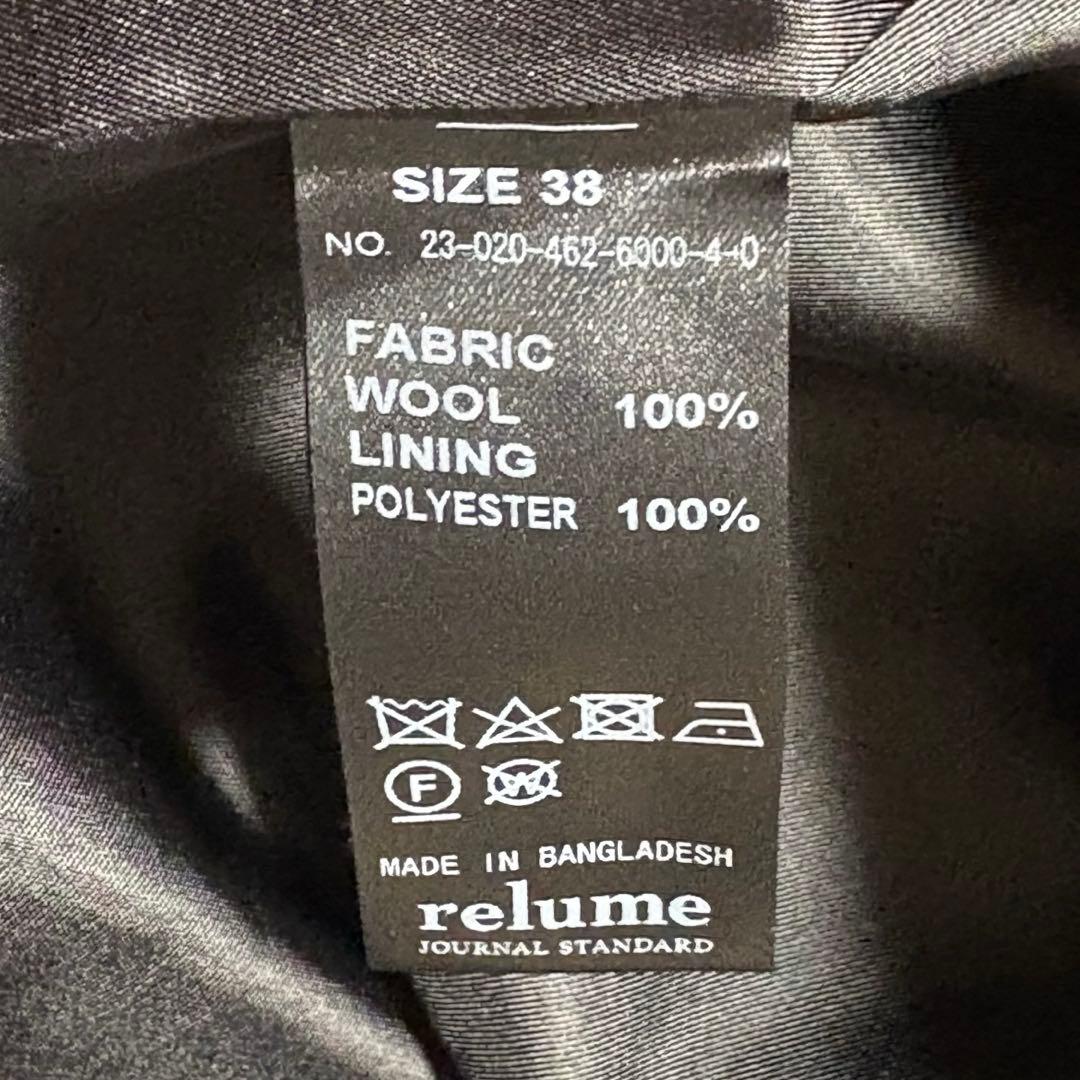 SIZE 38
NO. 23-020-462-6000-4-0
FABRIC
WOOL 100%
LINING
POLYESTER 100%
F W
MADE IN BANGLADESH
relume
JOURNAL STANDARD